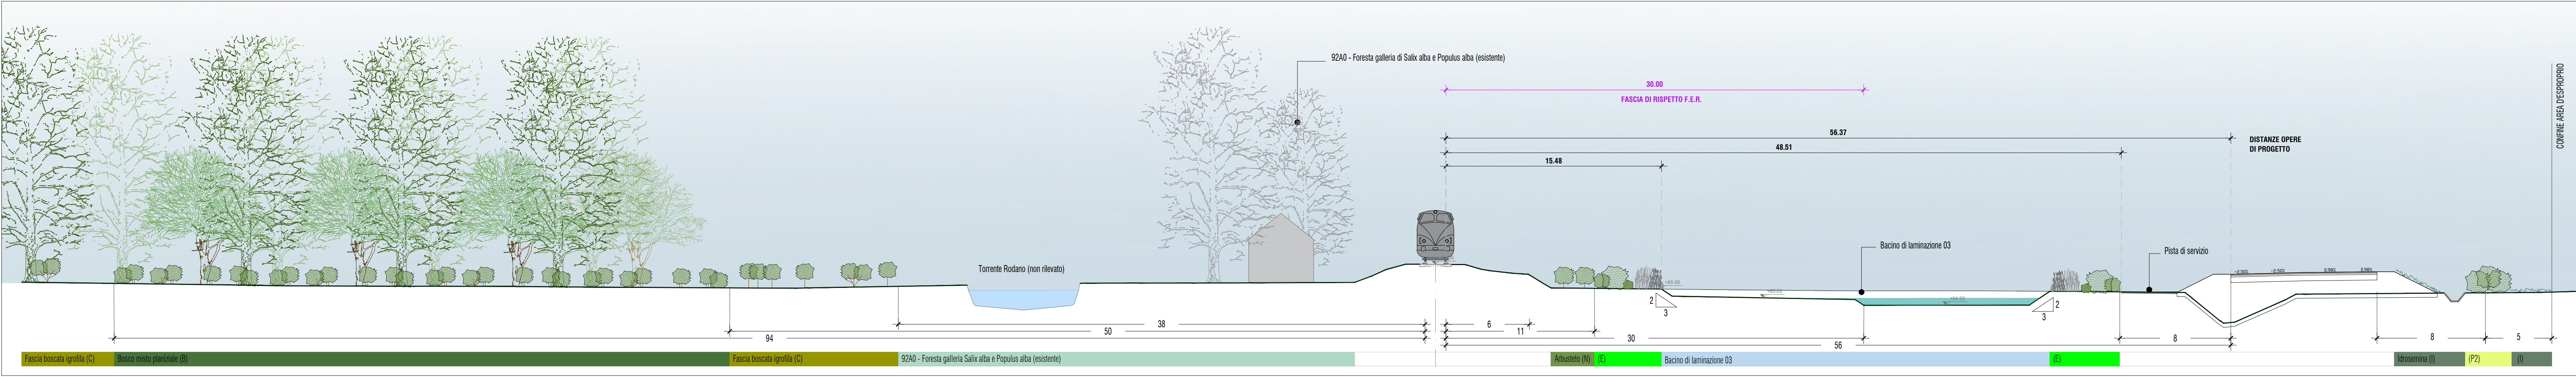 92A0 - Foresta galleria di Salix alba e Populus alba (esistente)
30.00
FASCIA DI RISPETTO F.E.R.
56.37
48.51
15.48
DISTANZE OPERE
DI PROGETTO
CONFINE AREA D'ESPROPRIO
Torrente Rodano (non rilevato)
Bacino di laminazione 03
Pista di servizio
2
3
2
3
38
50
94
6
11
30
56
8
8
5
Fascia boscata igrofila (C)
Bosco misto planiziale (B)
Fascia boscata igrofila (C)
92A0 - Foresta galleria Salix alba e Populus alba (esistente)
Arbusteto (N)
(E)
Bacino di laminazione 03
(E)
Idrosemina (I)
(P2)
(I)